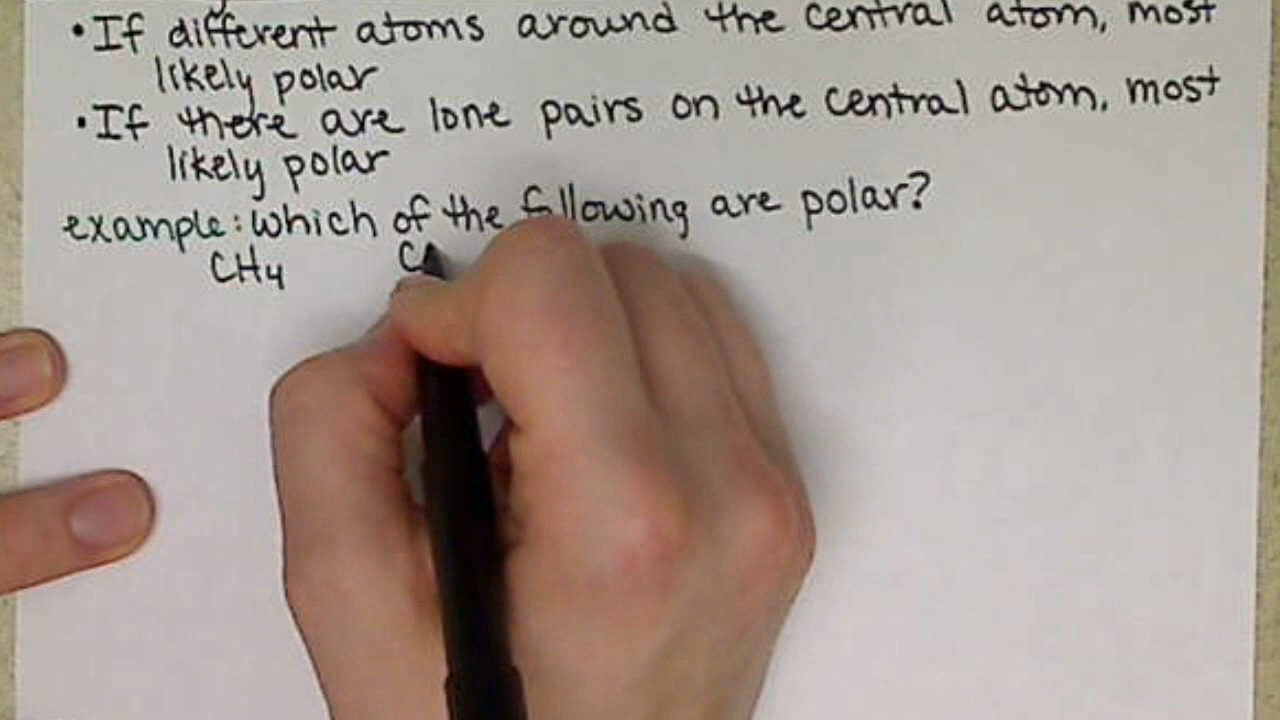 •If different atoms around the central atom, most
likely polar
•If there are lone pairs on the central atom, most
likely polar
example: which of the following are polar?
CH4 C